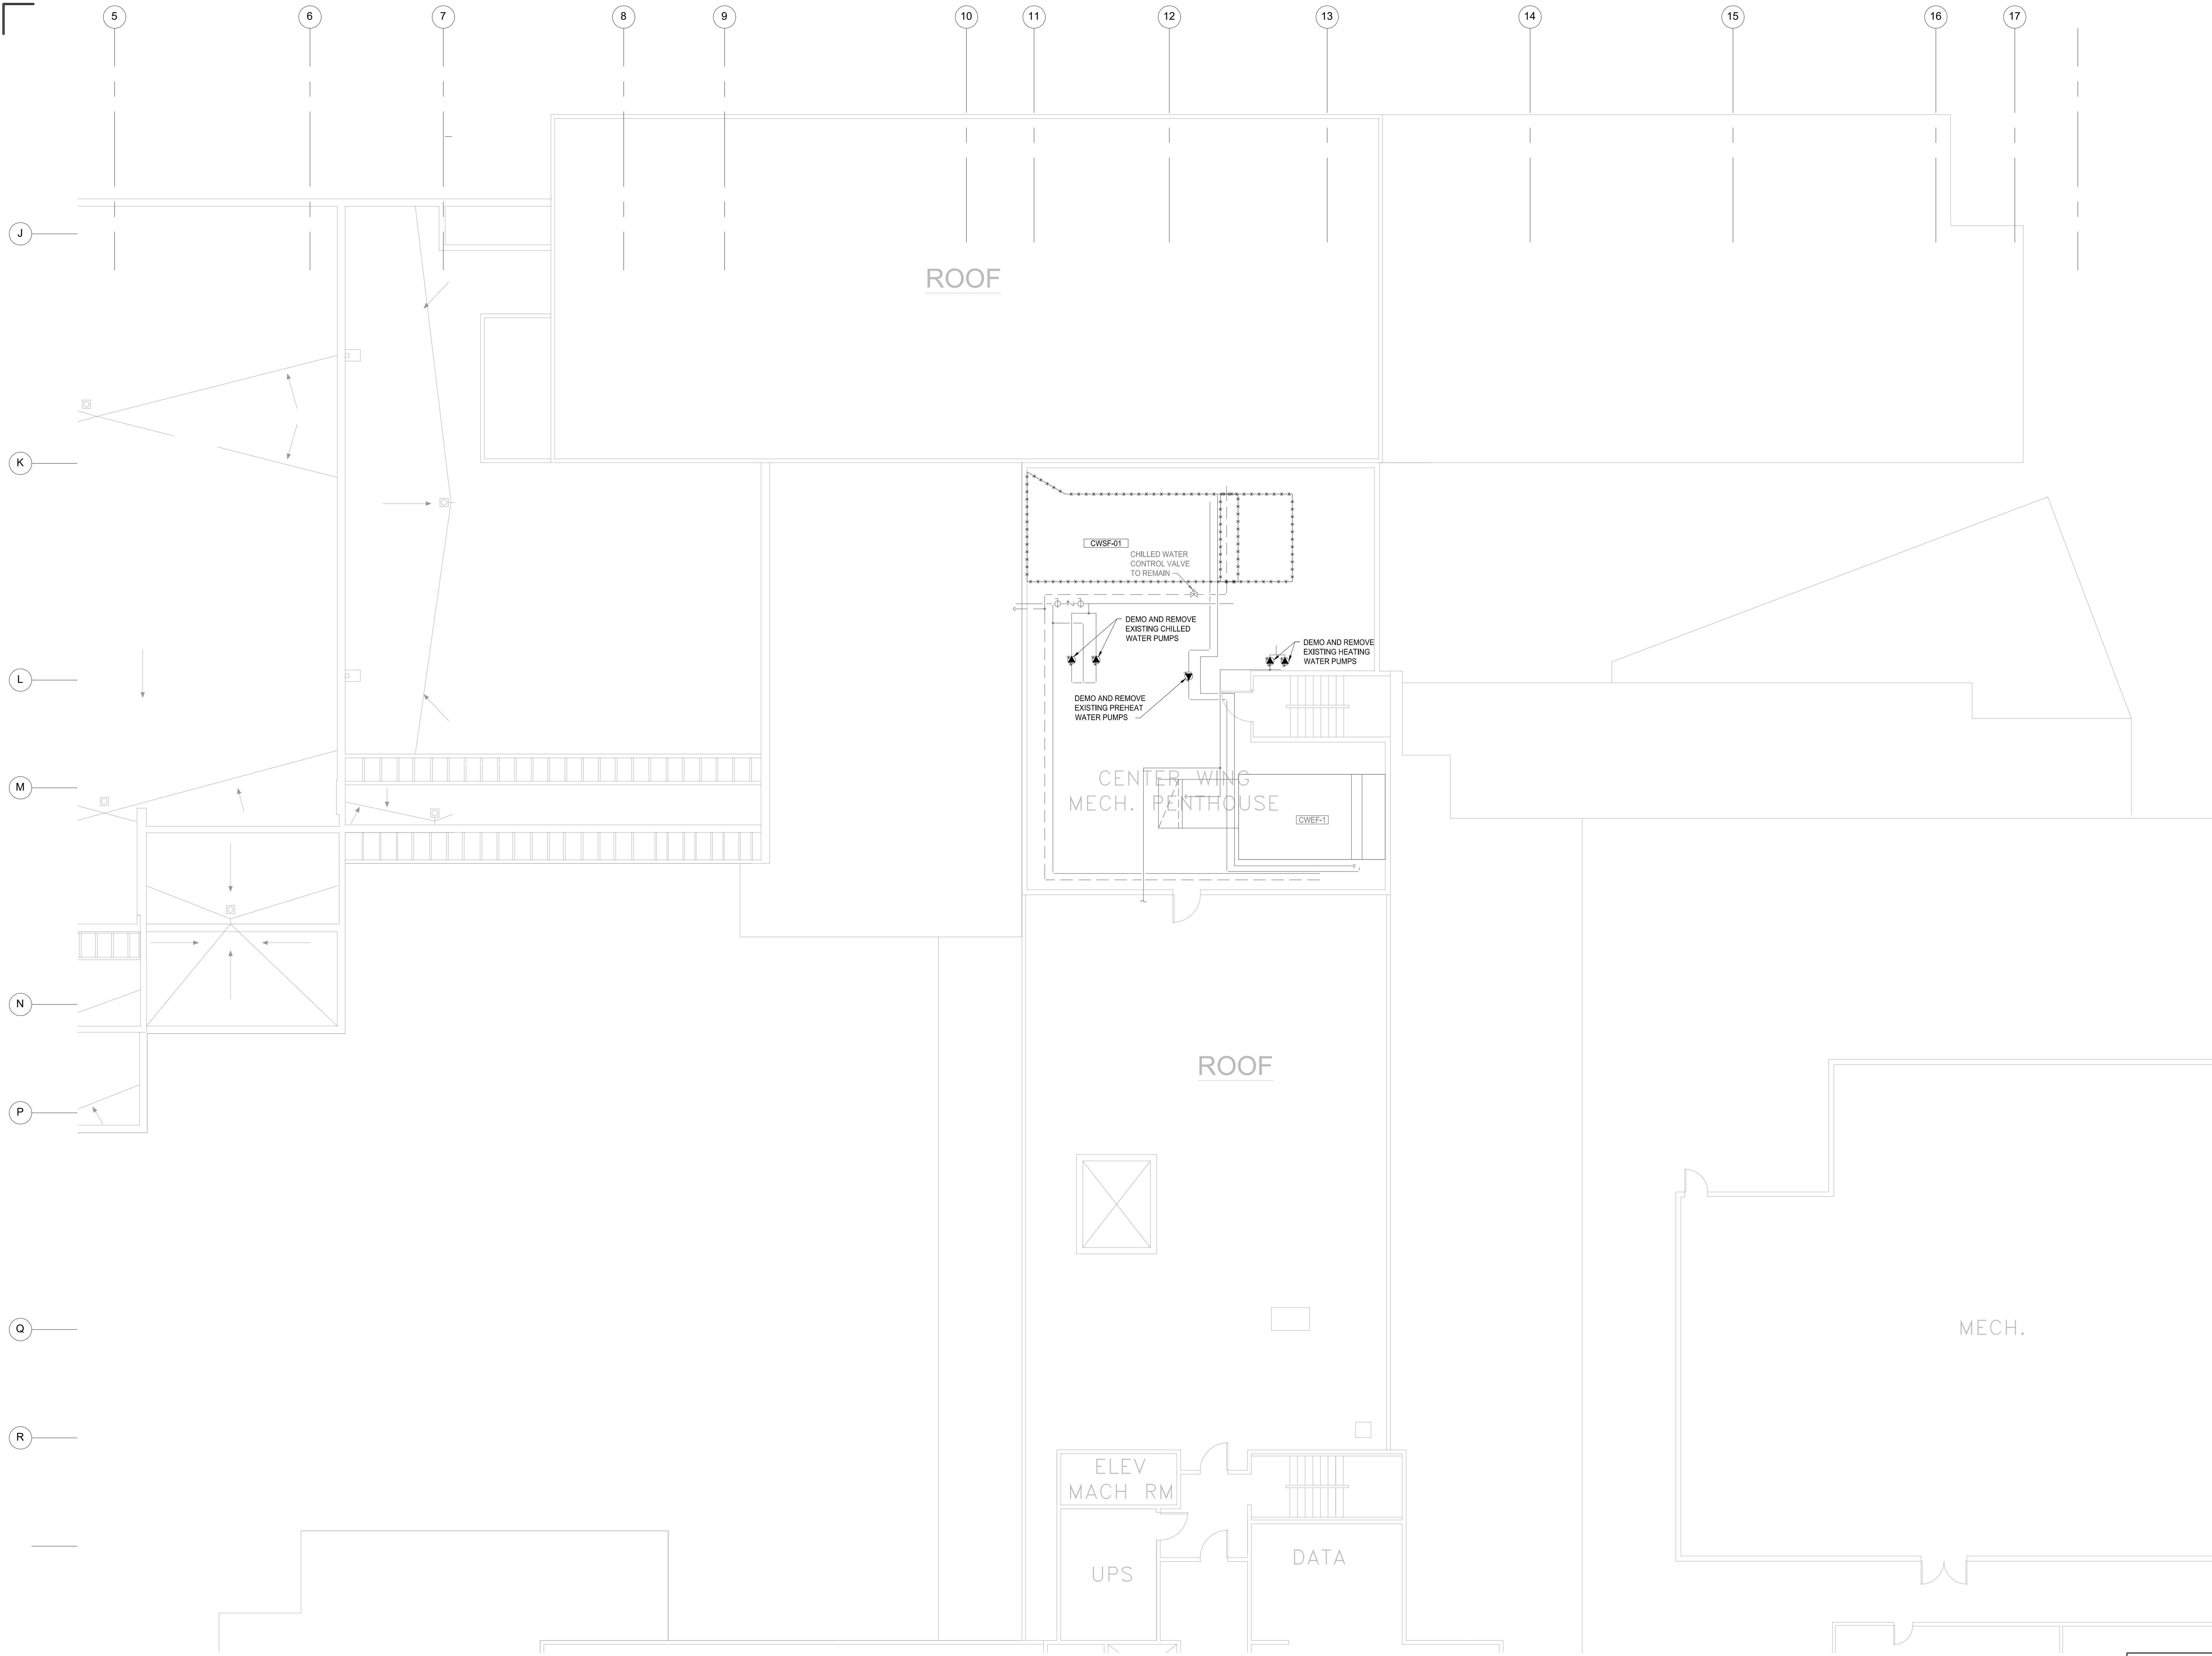 5
6
7
8
9
10
11
12
13
14
15
16
17
J
ROOF
K
CWSF-01
CHILLED WATER
CONTROL VALVE
TO REMAIN
DEMO AND REMOVE
EXISTING CHILLED
WATER PUMPS
DEMO AND REMOVE
EXISTING HEATING
WATER PUMPS
L
DEMO AND REMOVE
EXISTING PREHEAT
WATER PUMPS
M
CENTER WING
MECH. PENTHOUSE
CWEF-1
N
ROOF
P
Q
MECH.
R
ELEV
MACH RM
UPS
DATA